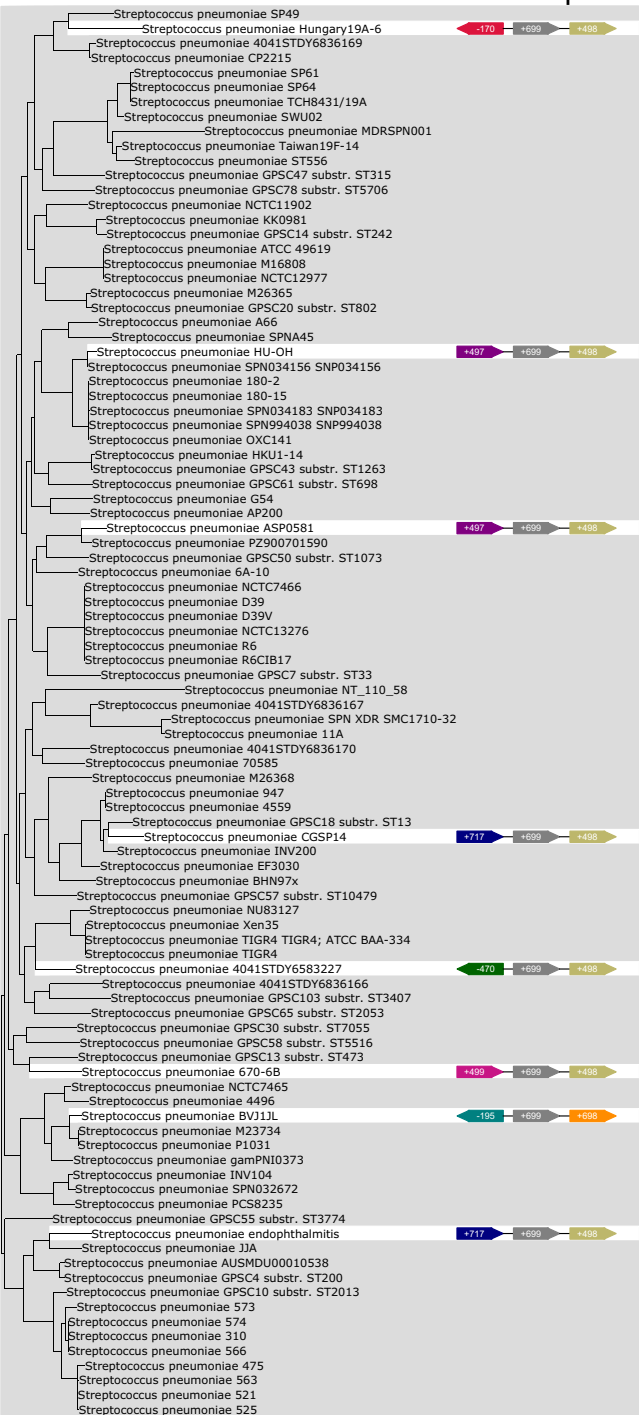 Streptococcus pneumoniae SP49
Streptococcus pneumoniae Hungary19A-6 -170 +699 +498
Streptococcus pneumoniae 4041STDY6836169
Streptococcus pneumoniae CP2215
Streptococcus pneumoniae SP61
Streptococcus pneumoniae SP64
Streptococcus pneumoniae TCH8431/19A
Streptococcus pneumoniae SWU02
Streptococcus pneumoniae MDRSPN001
Streptococcus pneumoniae Taiwan19F-14
Streptococcus pneumoniae ST556
Streptococcus pneumoniae GPSC47 substr. ST315
Streptococcus pneumoniae GPSC78 substr. ST5706
Streptococcus pneumoniae NCTC11902
Streptococcus pneumoniae KK0981
Streptococcus pneumoniae GPSC14 substr. ST242
Streptococcus pneumoniae ATCC 49619
Streptococcus pneumoniae M16808
Streptococcus pneumoniae NCTC12977
Streptococcus pneumoniae M26365
Streptococcus pneumoniae GPSC20 substr. ST802
Streptococcus pneumoniae A66
Streptococcus pneumoniae SPNA45
Streptococcus pneumoniae HU-OH +497 +699 +498
Streptococcus pneumoniae SPN034156 SNP034156
Streptococcus pneumoniae 180-2
Streptococcus pneumoniae 180-15
Streptococcus pneumoniae SPN034183 SNP034183
Streptococcus pneumoniae SPN994038 SNP994038
Streptococcus pneumoniae OXC141
Streptococcus pneumoniae HKU1-14
Streptococcus pneumoniae GPSC43 substr. ST1263
Streptococcus pneumoniae GPSC61 substr. ST698
Streptococcus pneumoniae G54
Streptococcus pneumoniae AP200
Streptococcus pneumoniae ASP0581 +497 +699 +498
Streptococcus pneumoniae PZ900701590
Streptococcus pneumoniae GPSC50 substr. ST1073
Streptococcus pneumoniae 6A-10
Streptococcus pneumoniae NCTC7466
Streptococcus pneumoniae D39
Streptococcus pneumoniae D39V
Streptococcus pneumoniae NCTC13276
Streptococcus pneumoniae R6
Streptococcus pneumoniae R6CIB17
Streptococcus pneumoniae GPSC7 substr. ST33
Streptococcus pneumoniae NT_110_58
Streptococcus pneumoniae 4041STDY6836167
Streptococcus pneumoniae SPN XDR SMC1710-32
Streptococcus pneumoniae 11A
Streptococcus pneumoniae 4041STDY6836170
Streptococcus pneumoniae 70585
Streptococcus pneumoniae M26368
Streptococcus pneumoniae 947
Streptococcus pneumoniae 4559
Streptococcus pneumoniae GPSC18 substr. ST13
Streptococcus pneumoniae CGSP14 +717 +699 +498
Streptococcus pneumoniae INV200
Streptococcus pneumoniae EF3030
Streptococcus pneumoniae BHN97x
Streptococcus pneumoniae GPSC57 substr. ST10479
Streptococcus pneumoniae NU83127
Streptococcus pneumoniae Xen35
Streptococcus pneumoniae TIGR4 TIGR4; ATCC BAA-334
Streptococcus pneumoniae TIGR4
Streptococcus pneumoniae 4041STDY6583227 -470 +699 +498
Streptococcus pneumoniae 4041STDY6836166
Streptococcus pneumoniae GPSC103 substr. ST3407
Streptococcus pneumoniae GPSC65 substr. ST2053
Streptococcus pneumoniae GPSC30 substr. ST7055
Streptococcus pneumoniae GPSC58 substr. ST5516
Streptococcus pneumoniae GPSC13 substr. ST473
Streptococcus pneumoniae 670-6B +499 +699 +498
Streptococcus pneumoniae NCTC7465
Streptococcus pneumoniae 4496
Streptococcus pneumoniae BVJ1JL -195 +699 +698
Streptococcus pneumoniae M23734
Streptococcus pneumoniae P1031
Streptococcus pneumoniae gamPNI0373
Streptococcus pneumoniae INV104
Streptococcus pneumoniae SPN032672
Streptococcus pneumoniae PCS8235
Streptococcus pneumoniae GPSC55 substr. ST3774
Streptococcus pneumoniae endophthalmitis +717 +699 +498
Streptococcus pneumoniae JJA
Streptococcus pneumoniae AUSMDU00010538
Streptococcus pneumoniae GPSC4 substr. ST200
Streptococcus pneumoniae GPSC10 substr. ST2013
Streptococcus pneumoniae 573
Streptococcus pneumoniae 574
Streptococcus pneumoniae 310
Streptococcus pneumoniae 566
Streptococcus pneumoniae 475
Streptococcus pneumoniae 563
Streptococcus pneumoniae 521
Streptococcus pneumoniae 525